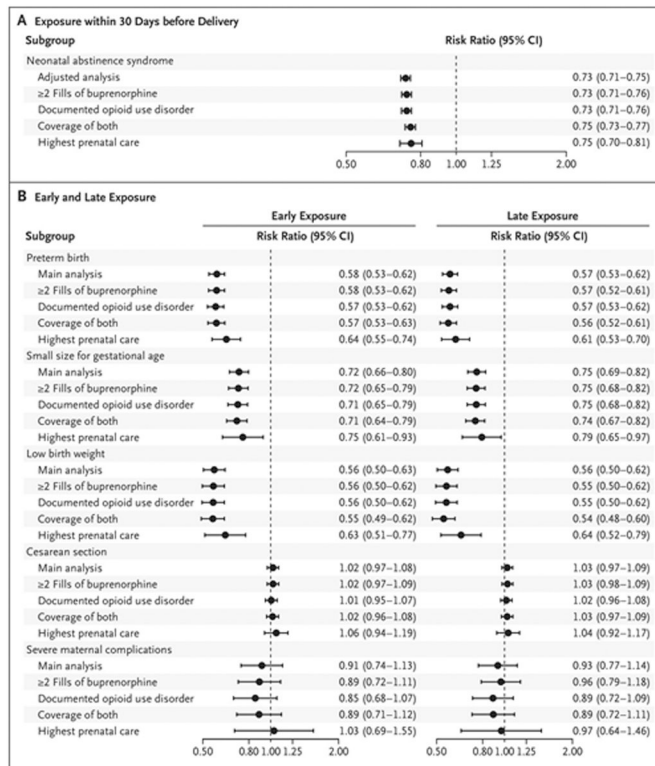 A Exposure within 30 Days before Delivery
Subgroup Risk Ratio (95% CI)
Neonatal abstinence syndrome
Adjusted analysis 0.73 (0.71–0.75)
≥2 Fills of buprenorphine 0.73 (0.71–0.76)
Documented opioid use disorder 0.73 (0.71–0.76)
Coverage of both 0.75 (0.73–0.77)
Highest prenatal care 0.75 (0.70–0.81)
0.50 0.80 1.00 1.25 2.00
B Early and Late Exposure
Early Exposure Late Exposure
Subgroup Risk Ratio (95% CI) Risk Ratio (95% CI)
Preterm birth
Main analysis 0.58 (0.53–0.62) 0.57 (0.53–0.62)
≥2 Fills of buprenorphine 0.58 (0.53–0.62) 0.57 (0.52–0.61)
Documented opioid use disorder 0.57 (0.53–0.62) 0.57 (0.53–0.62)
Coverage of both 0.57 (0.53–0.63) 0.56 (0.52–0.61)
Highest prenatal care 0.64 (0.55–0.74) 0.61 (0.53–0.70)
Small size for gestational age
Main analysis 0.72 (0.66–0.80) 0.75 (0.69–0.82)
≥2 Fills of buprenorphine 0.72 (0.65–0.79) 0.75 (0.68–0.82)
Documented opioid use disorder 0.71 (0.65–0.79) 0.75 (0.68–0.82)
Coverage of both 0.71 (0.64–0.79) 0.74 (0.67–0.82)
Highest prenatal care 0.75 (0.61–0.93) 0.79 (0.65–0.97)
Low birth weight
Main analysis 0.56 (0.50–0.63) 0.56 (0.50–0.62)
≥2 Fills of buprenorphine 0.56 (0.50–0.62) 0.55 (0.50–0.62)
Documented opioid use disorder 0.56 (0.50–0.62) 0.55 (0.50–0.62)
Coverage of both 0.55 (0.49–0.62) 0.54 (0.48–0.60)
Highest prenatal care 0.63 (0.51–0.77) 0.64 (0.52–0.79)
Cesarean section
Main analysis 1.02 (0.97–1.08) 1.03 (0.97–1.09)
≥2 Fills of buprenorphine 1.02 (0.97–1.09) 1.03 (0.98–1.09)
Documented opioid use disorder 1.01 (0.95–1.07) 1.02 (0.96–1.08)
Coverage of both 1.02 (0.96–1.08) 1.03 (0.97–1.09)
Highest prenatal care 1.06 (0.94–1.19) 1.04 (0.92–1.17)
Severe maternal complications
Main analysis 0.91 (0.74–1.13) 0.93 (0.77–1.14)
≥2 Fills of buprenorphine 0.89 (0.72–1.11) 0.96 (0.79–1.18)
Documented opioid use disorder 0.85 (0.68–1.07) 0.89 (0.72–1.09)
Coverage of both 0.89 (0.71–1.12) 0.89 (0.72–1.11)
Highest prenatal care 1.03 (0.69–1.55) 0.97 (0.64–1.46)
0.50 0.80 1.00 1.25 2.00 0.50 0.80 1.00 1.25 2.00